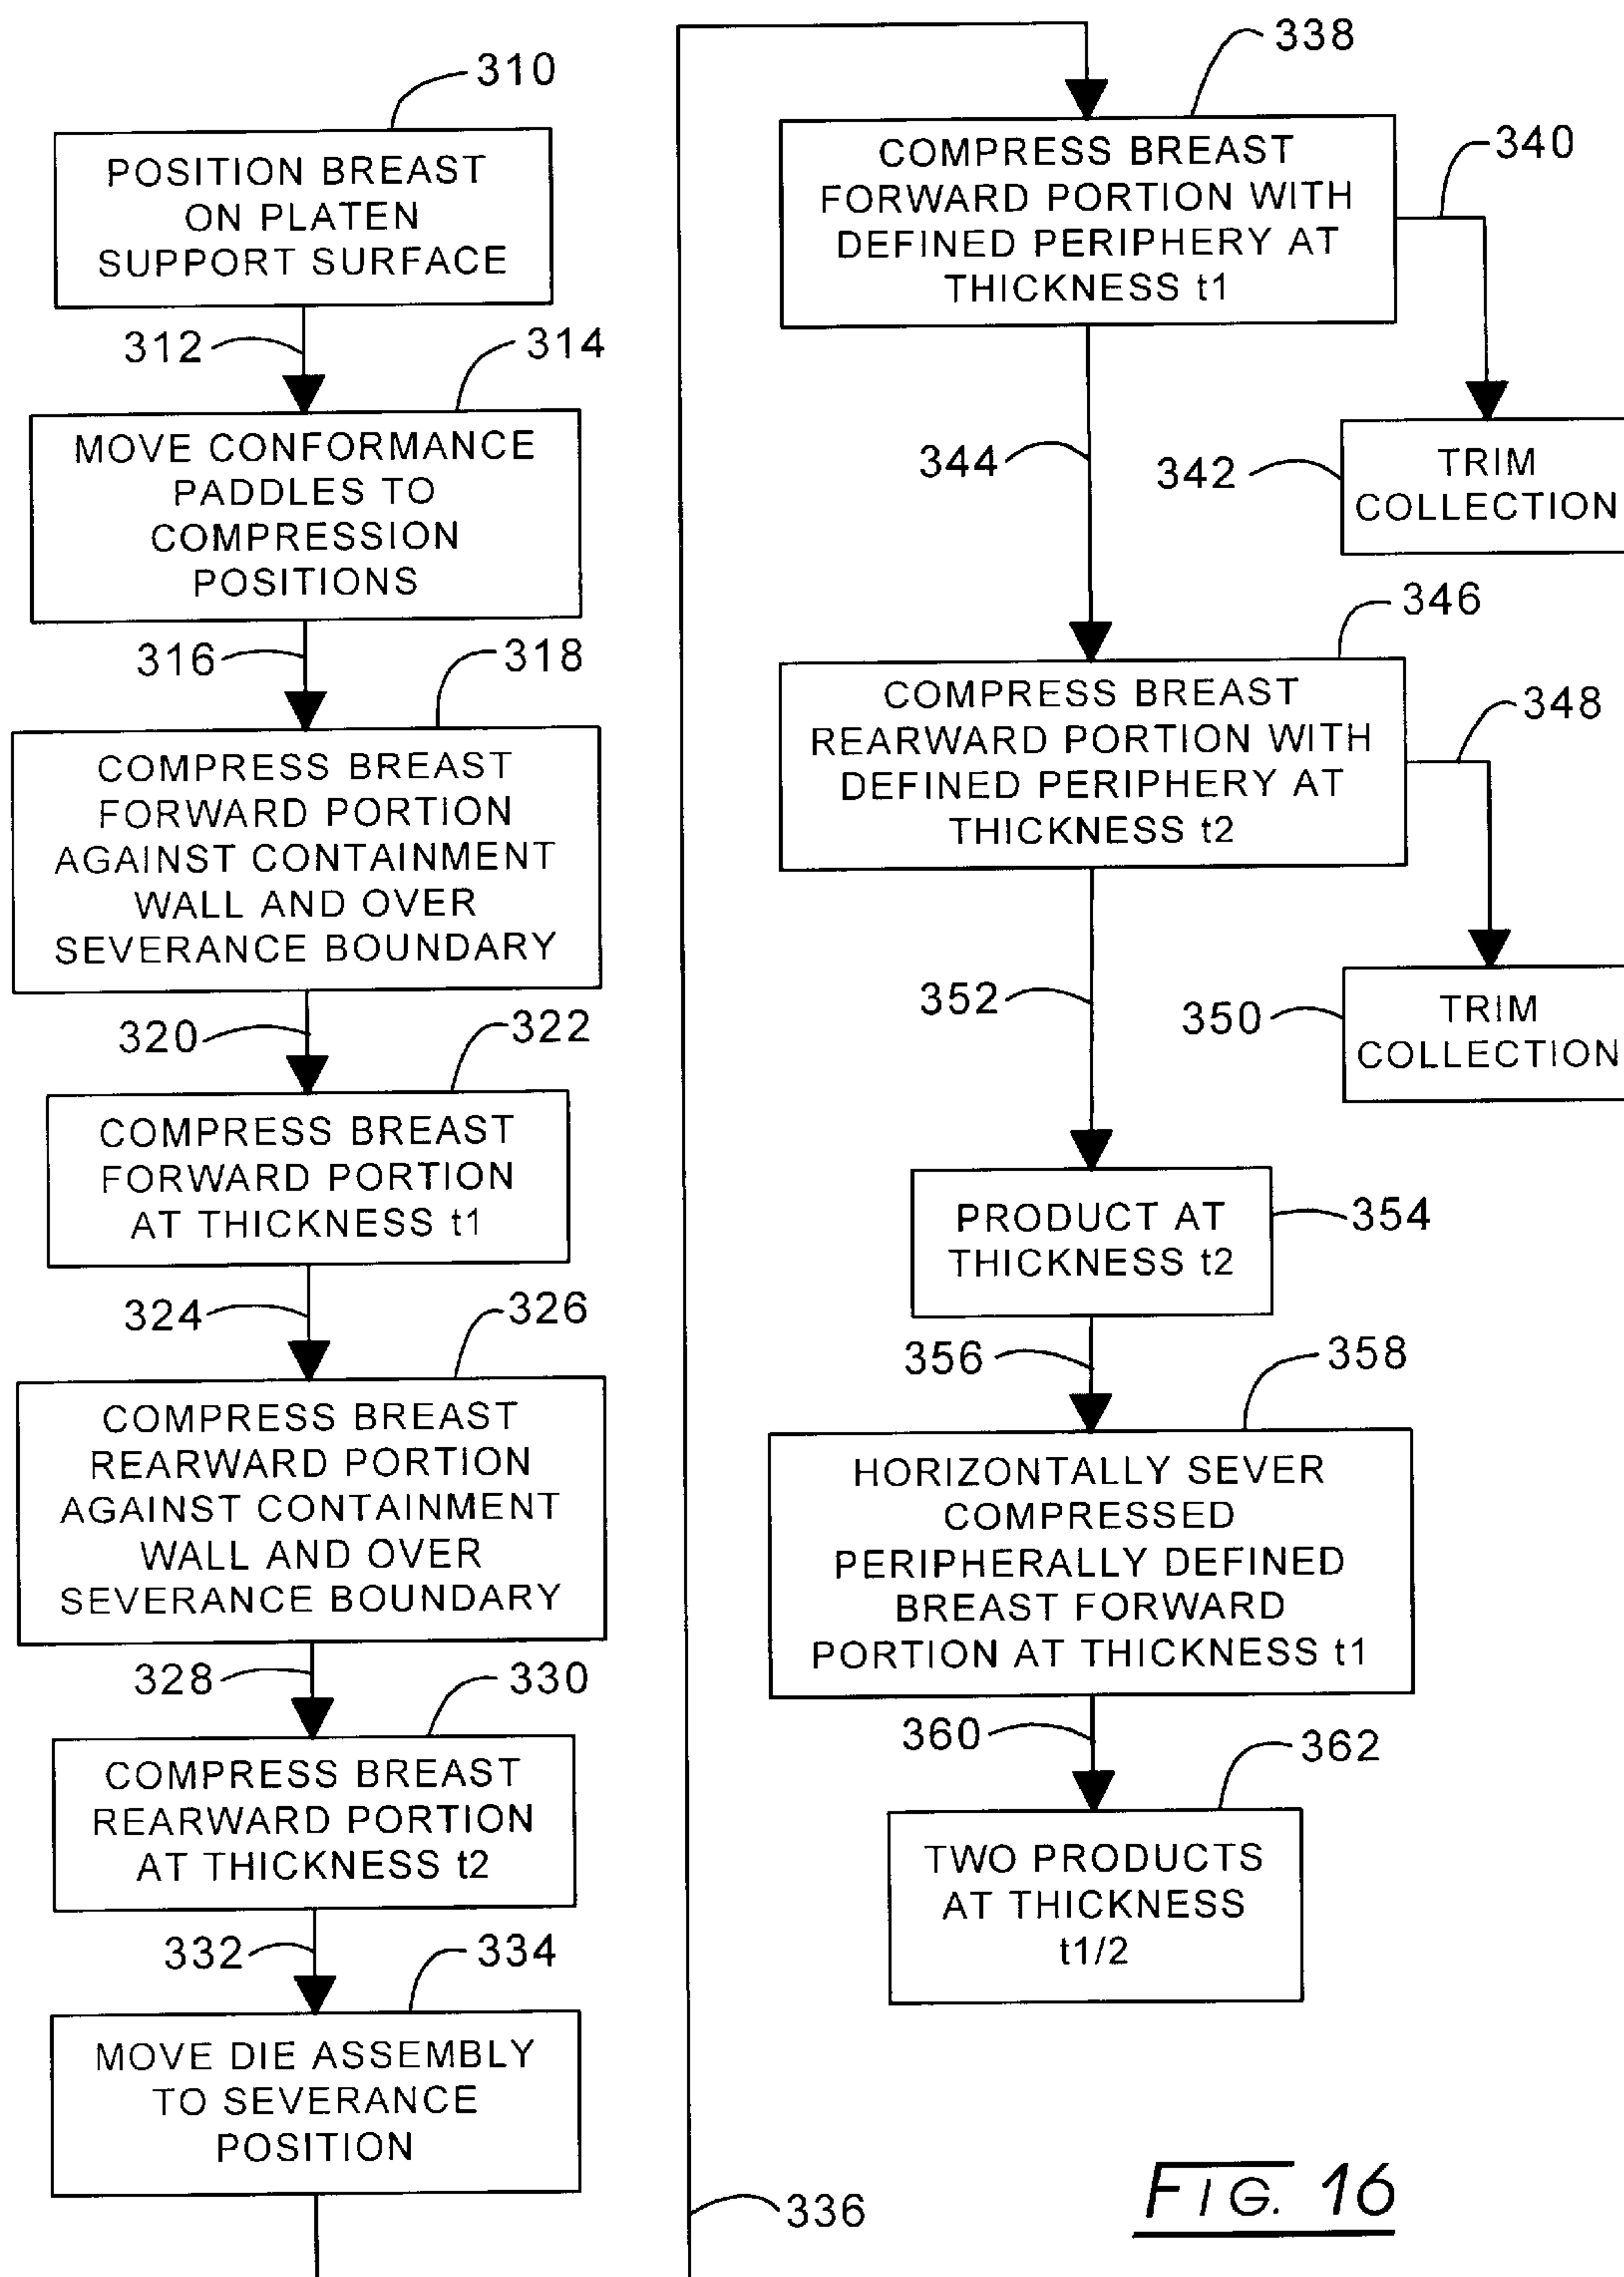 310
POSITION BREAST
ON PLATEN
SUPPORT SURFACE
312
314
MOVE CONFORMANCE
PADDLES TO
COMPRESSION
POSITIONS
316
318
COMPRESS BREAST
FORWARD PORTION
AGAINST CONTAINMENT
WALL AND OVER
SEVERANCE BOUNDARY
320
322
COMPRESS BREAST
FORWARD PORTION
AT THICKNESS t1
324
326
COMPRESS BREAST
REARWARD PORTION
AGAINST CONTAINMENT
WALL AND OVER
SEVERANCE BOUNDARY
328
330
COMPRESS BREAST
REARWARD PORTION
AT THICKNESS t2
332
334
MOVE DIE ASSEMBLY
TO SEVERANCE
POSITION
336
338
COMPRESS BREAST
FORWARD PORTION WITH
DEFINED PERIPHERY AT
THICKNESS t1
340
342
TRIM
COLLECTION
344
346
COMPRESS BREAST
REARWARD PORTION WITH
DEFINED PERIPHERY AT
THICKNESS t2
348
350
TRIM
COLLECTION
352
354
PRODUCT AT
THICKNESS t2
356
358
HORIZONTALLY SEVER
COMPRESSED
PERIPHERALLY DEFINED
BREAST FORWARD
PORTION AT THICKNESS t1
360
362
TWO PRODUCTS
AT THICKNESS
t1/2
FIG. 16